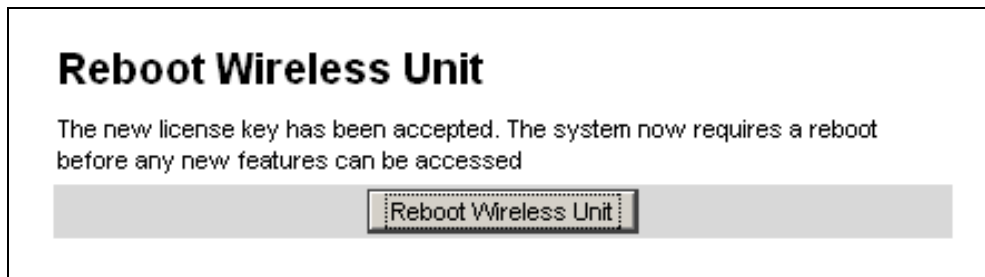 Reboot Wireless Unit
The new license key has been accepted. The system now requires a reboot
before any new features can be accessed
Reboot Wireless Unit